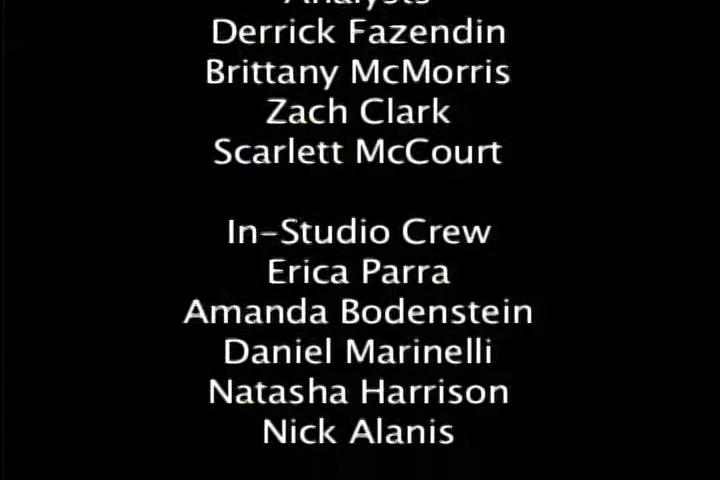 Analysts
Derrick Fazendin
Brittany McMorris
Zach Clark
Scarlett McCourt
In-Studio Crew
Erica Parra
Amanda Bodenstein
Daniel Marinelli
Natasha Harrison
Nick Alanis